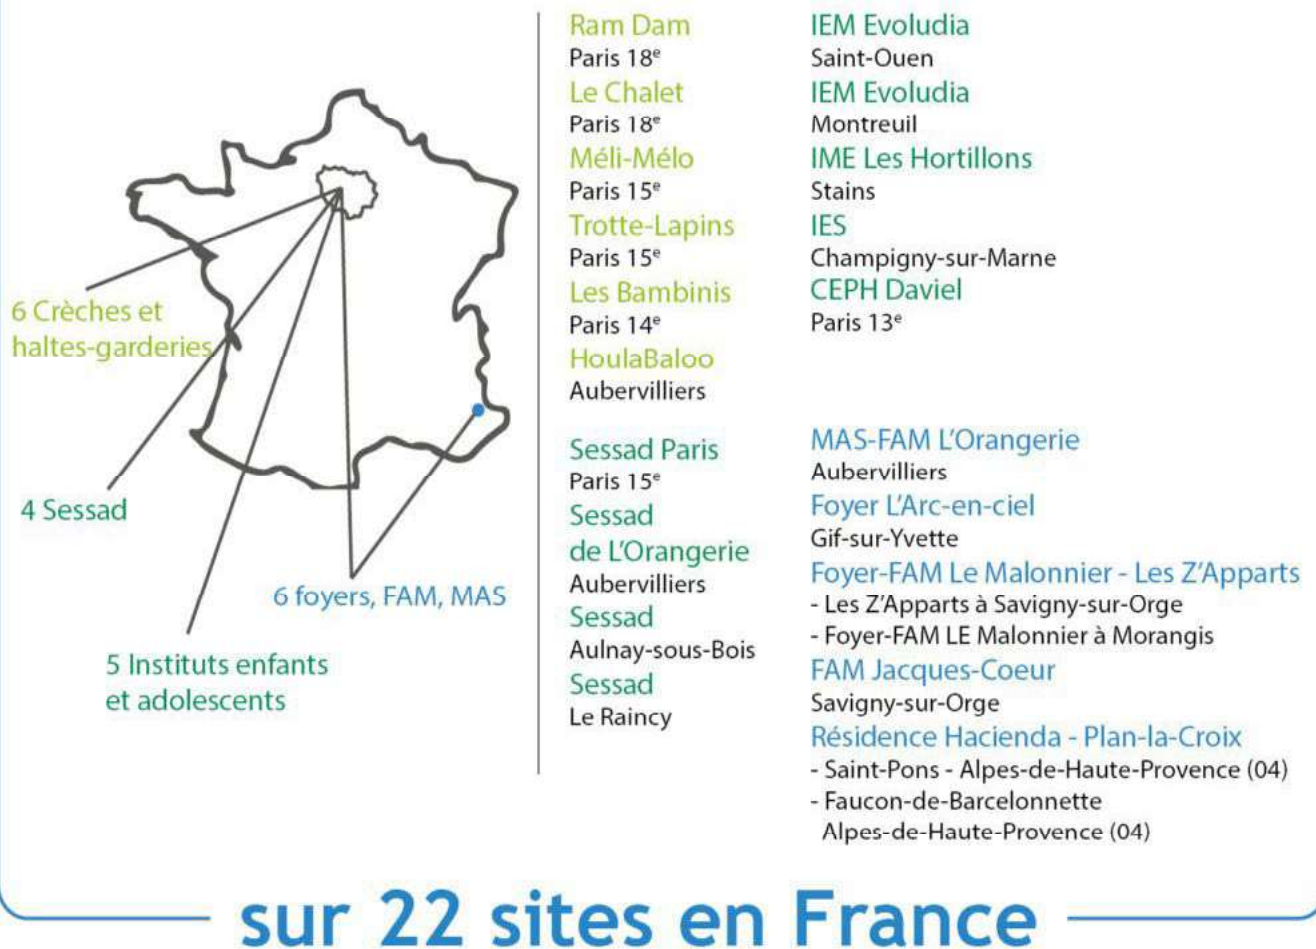 6 Crèches et
haltes-garderies
4 Sessad
5 Instituts enfants
et adolescents
6 foyers, FAM, MAS
Ram Dam
Paris 18e
Le Chalet
Paris 18e
Méli-Mélo
Paris 15e
Trotte-Lapins
Paris 15e
Les Bambinis
Paris 14e
HoulaBaloo
Aubervilliers
Sessad Paris
Paris 15e
Sessad
de L'Orangerie
Aubervilliers
Sessad
Aulnay-sous-Bois
Sessad
Le Raincy
IEM Evoludia
Saint-Ouen
IEM Evoludia
Montreuil
IME Les Hortillons
Stains
IES
Champigny-sur-Marne
CEPH Daviel
Paris 13e
MAS-FAM L'Orangerie
Aubervilliers
Foyer L'Arc-en-ciel
Gif-sur-Yvette
Foyer-FAM Le Malonnier - Les Z'Apparts
- Les Z'Apparts à Savigny-sur-Orge
- Foyer-FAM LE Malonnier à Morangis
FAM Jacques-Coeur
Savigny-sur-Orge
Résidence Hacienda - Plan-la-Croix
- Saint-Pons - Alpes-de-Haute-Provence (04)
- Faucon-de-Barcelonnette
Alpes-de-Haute-Provence (04)
sur 22 sites en France